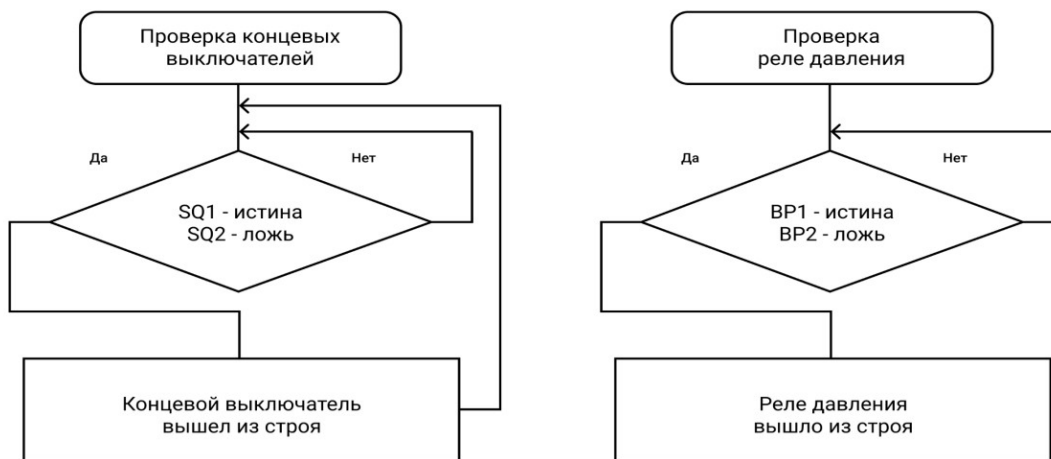 Проверка концевых
выключателей
Да
Нет
SQ1 - истина
SQ2 - ложь
Концевой выключатель
вышел из строя
Проверка
реле давления
Да
Нет
BP1 - истина
BP2 - ложь
Реле давления
вышло из строя